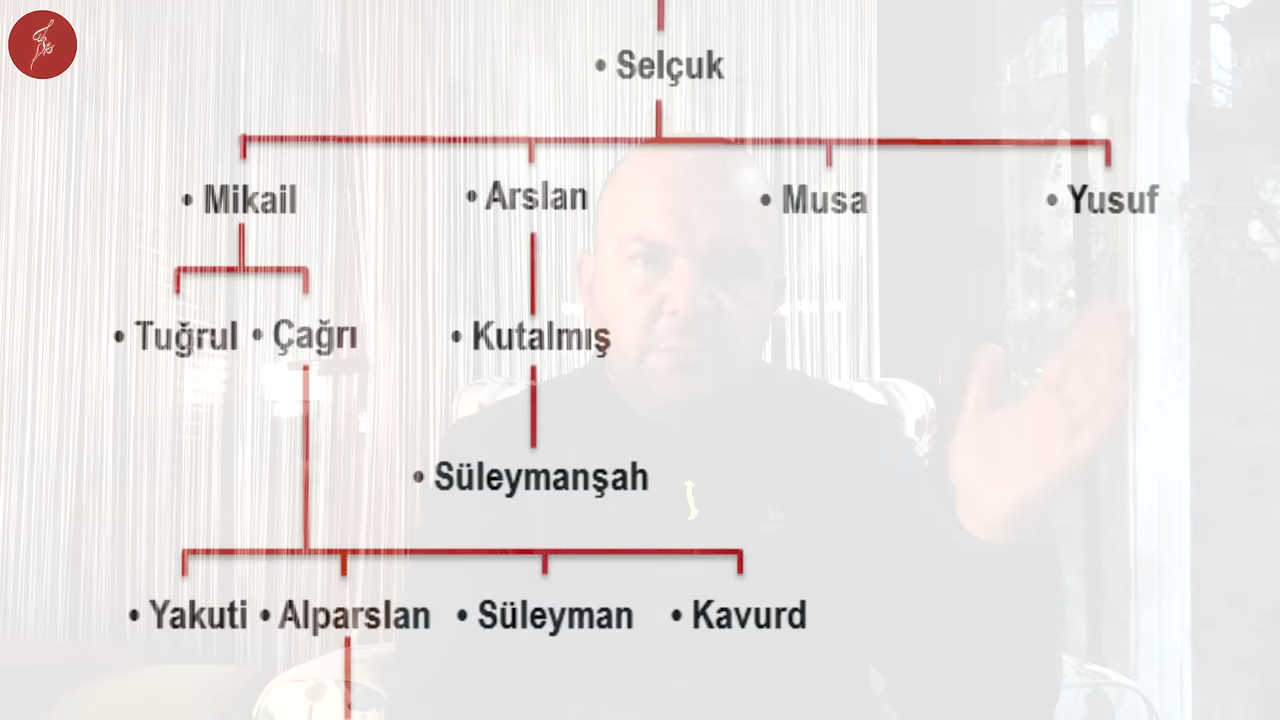 • Selçuk
• Mikail • Arslan • Musa • Yusuf
• Tuğrul • Çağrı • Kutalmış
• Süleymanşah
• Yakuti • Alparslan • Süleyman • Kavurd